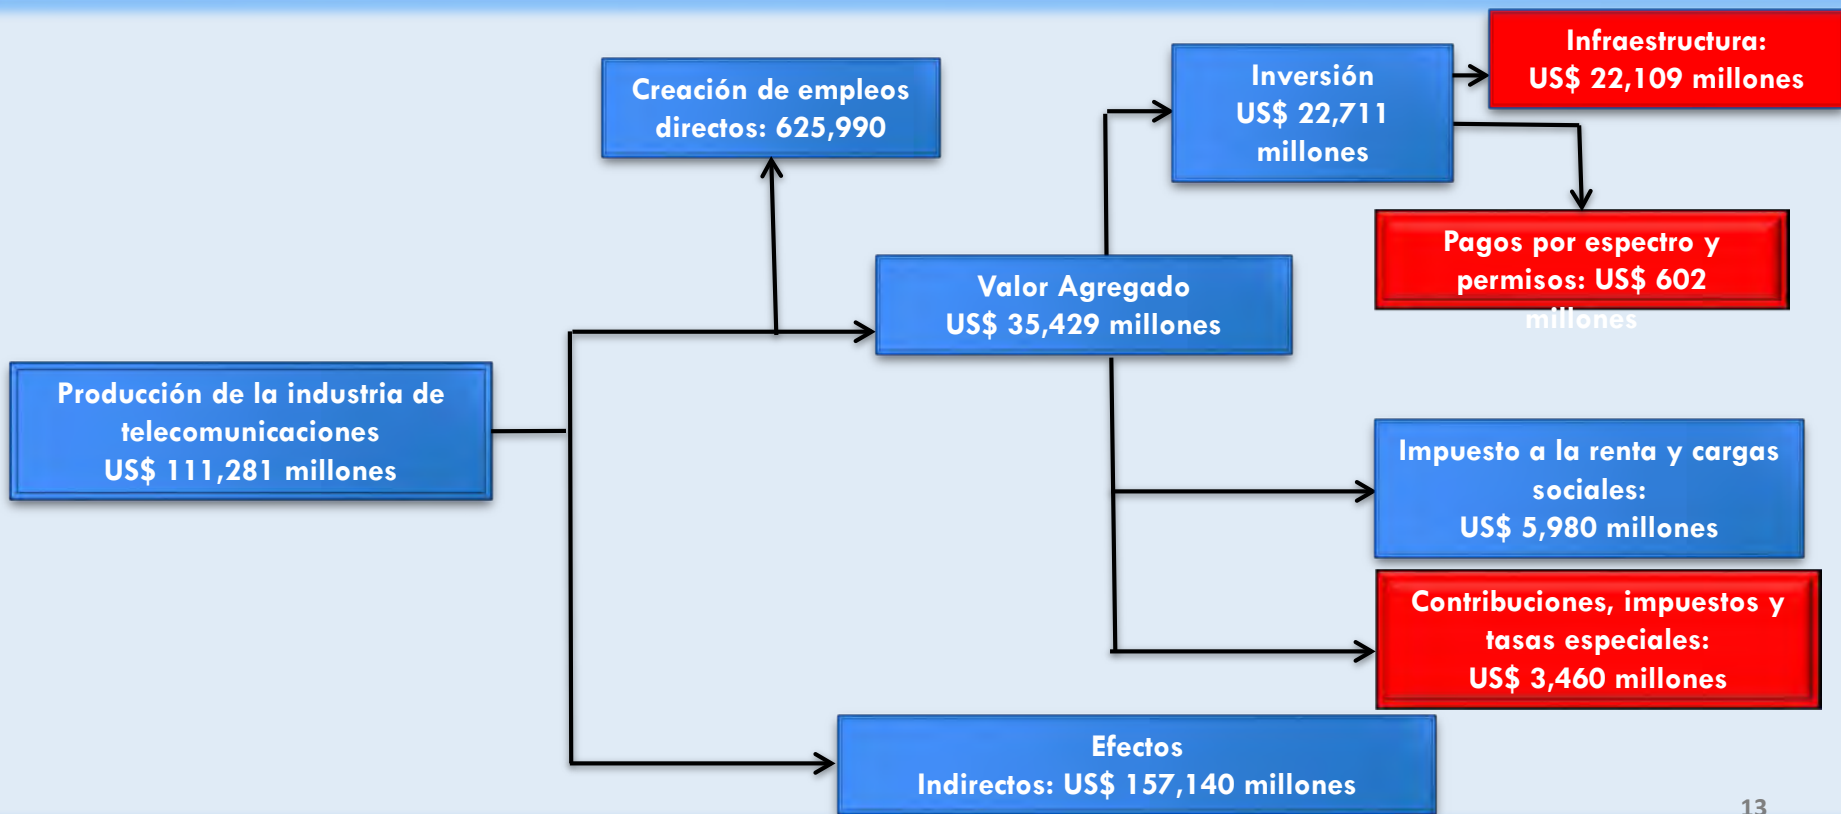 Infraestructura:
US$ 22,109 millones
Inversión
US$ 22,711
millones
Creación de empleos
directos: 625,990
Pagos por espectro y
permisos: US$ 602
millones
Valor Agregado
US$ 35,429 millones
Producción de la industria de
telecomunicaciones
US$ 111,281 millones
Impuesto a la renta y cargas
sociales:
US$ 5,980 millones
Contribuciones, impuestos y
tasas especiales:
US$ 3,460 millones
Efectos
Indirectos: US$ 157,140 millones
13